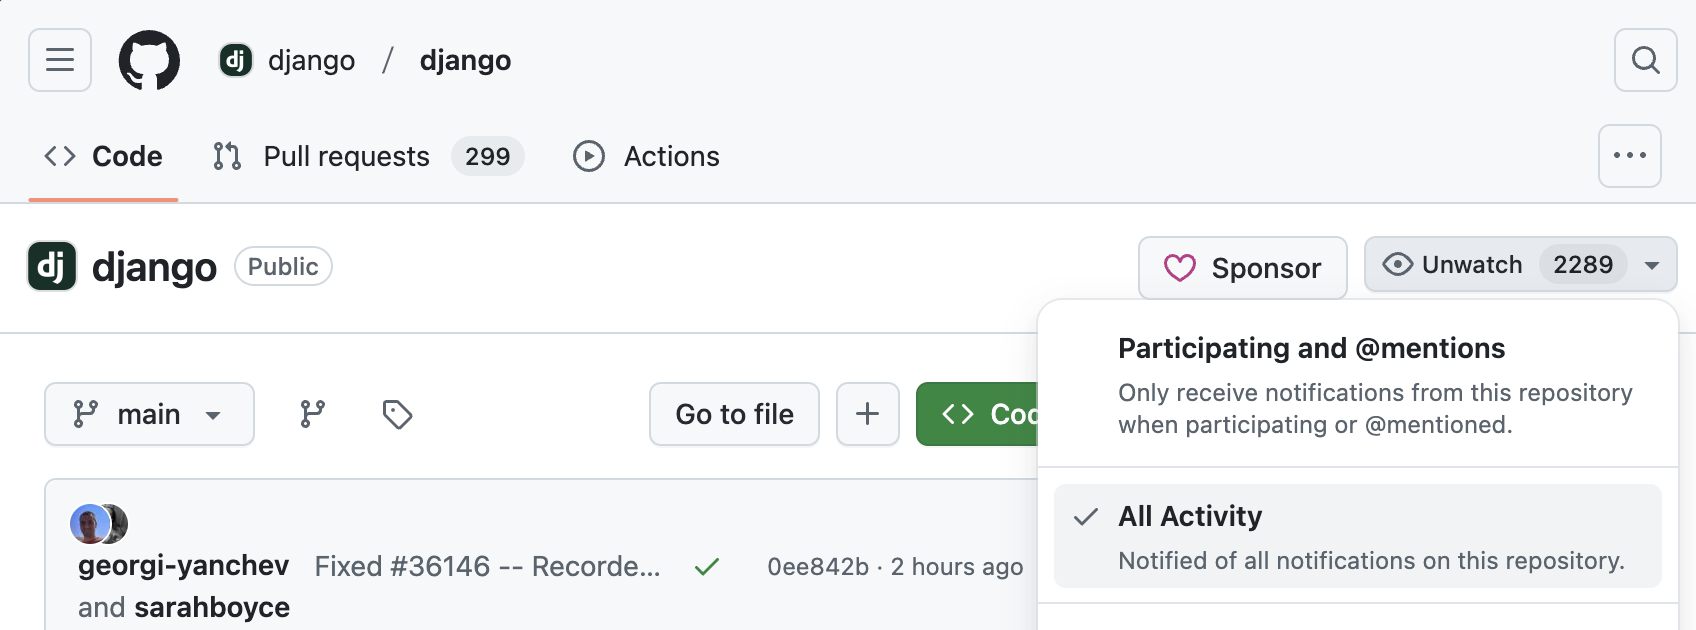 dj django / django
Code Pull requests 299 Actions
dj django Public Sponsor Unwatch 2289
Participating and @mentions
Only receive notifications from this repository
when participating or @mentioned.
main Go to file + <> Cod
All Activity
Notified of all notifications on this repository.
georgi-yanchev Fixed #36146 -- Recorde... 0ee842b · 2 hours ago
and sarahboyce